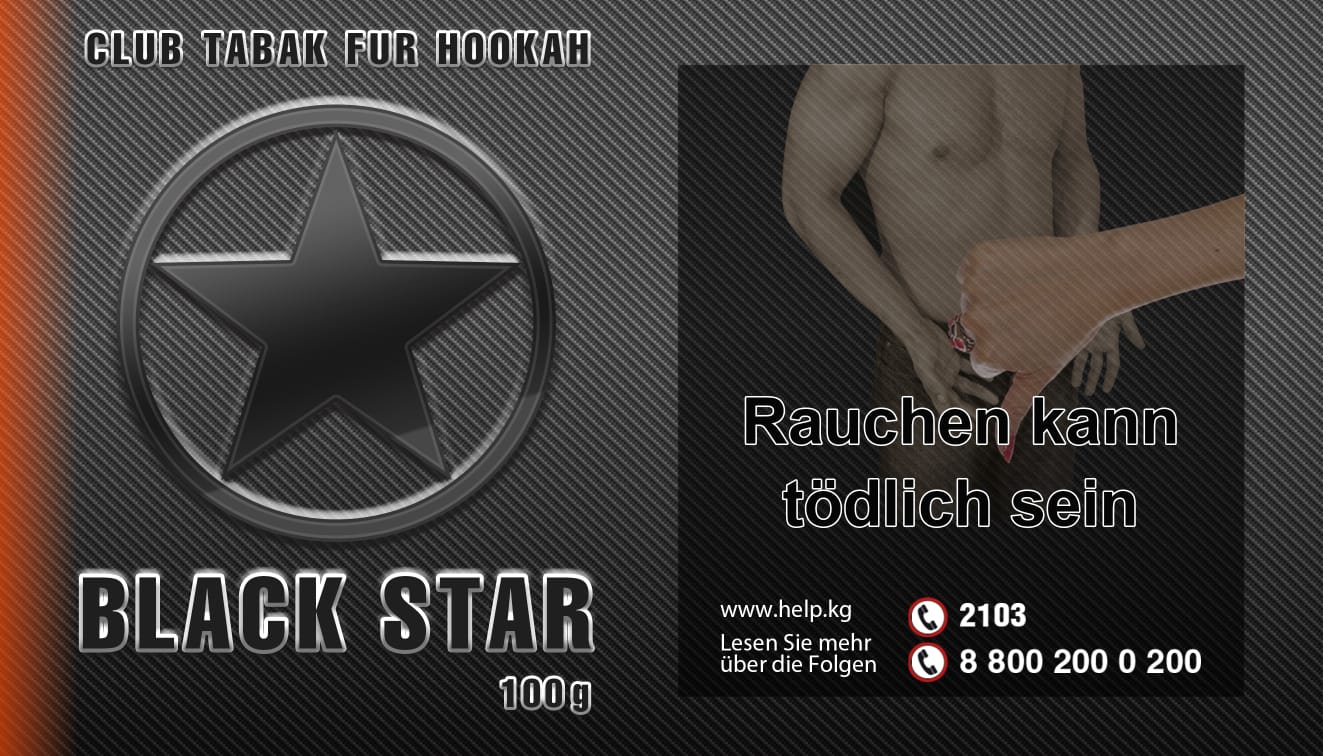 CLUB TABAK FUR HOOKAH
BLACK STAR
100 g
Rauchen kann
tödlich sein
www.help.kg
Lesen Sie mehr
über die Folgen
2103
8 800 200 0 200